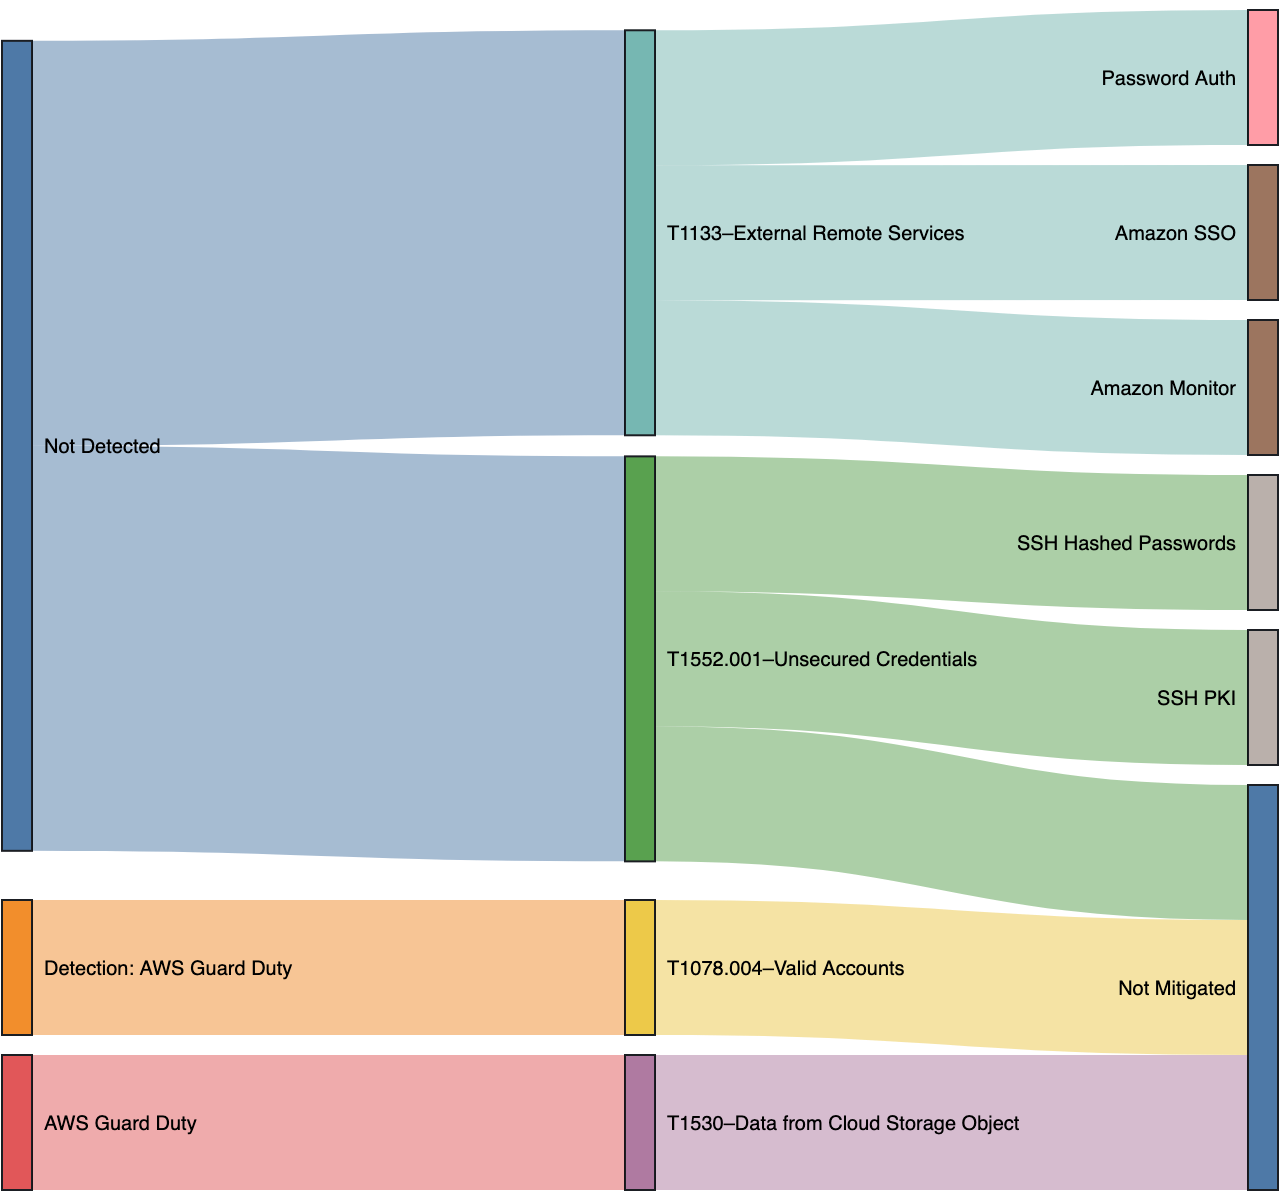 Not Detected
Detection: AWS Guard Duty
AWS Guard Duty
T1133–External Remote Services
T1552.001–Unsecured Credentials
T1078.004–Valid Accounts
T1530–Data from Cloud Storage Object
Password Auth
Amazon SSO
Amazon Monitor
SSH Hashed Passwords
SSH PKI
Not Mitigated